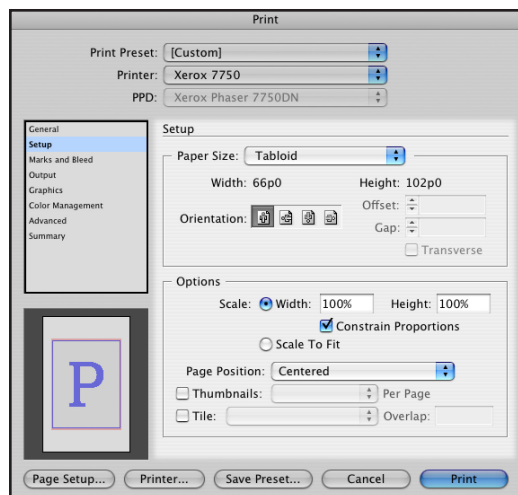 Print
Print Preset: [Custom]
Printer: Xerox 7750
PPD: Xerox Phaser 7750DN
General
Setup
Marks and Bleed
Output
Graphics
Color Management
Advanced
Summary
Setup
Paper Size: Tabloid
Width: 66p0 Height: 102p0
Orientation: Offset:
Gap:
Transverse
Options
Scale: Width: 100% Height: 100%
Constrain Proportions
Scale To Fit
Page Position: Centered
Thumbnails: Per Page
Tile: Overlap:
P
Page Setup... Printer... Save Preset... Cancel Print